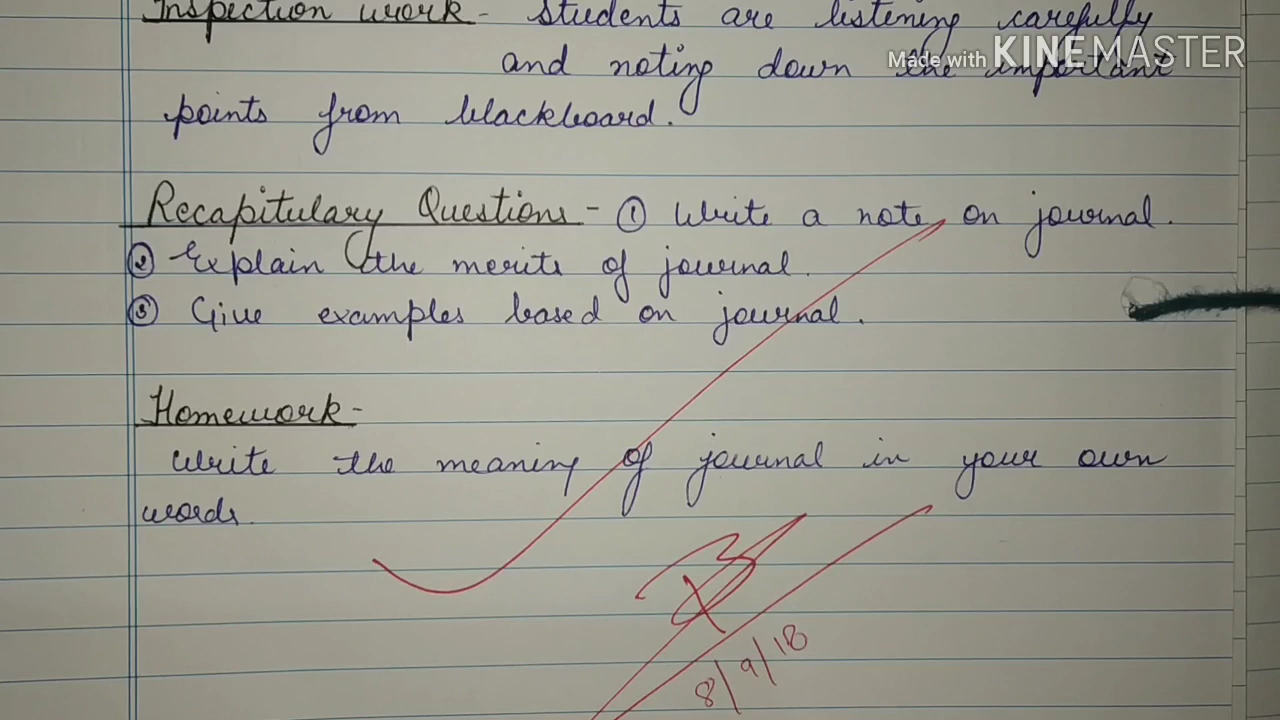 Inspection work - Students are listening carefully
Made with KINEMASTER
and noting down the important
points from blackboard.
Recapitulary Questions - ① Write a note on journal.
② Explain the merits of journal.
③ Give examples based on journal.
Homework -
Write the meaning of journal in your own
words.
8/9/18